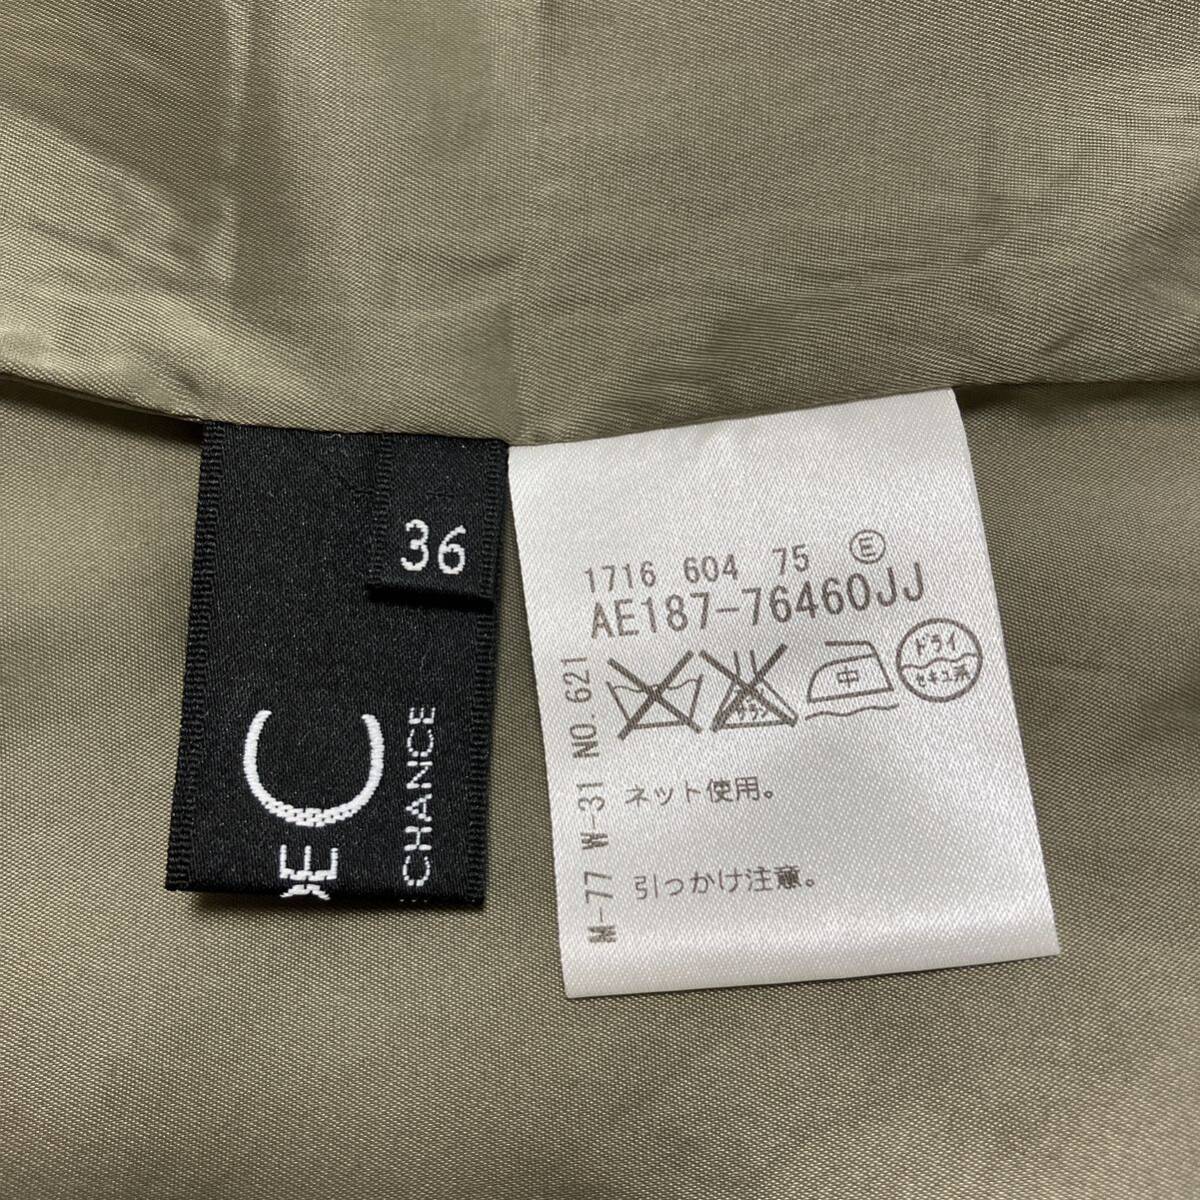 36
C
DE
CHANCE
1716 604 75 E
AE187-76460JJ
中
ドライ
セキユ系
NO.621
W-31
M-77
ネット使用。
引っかけ注意。